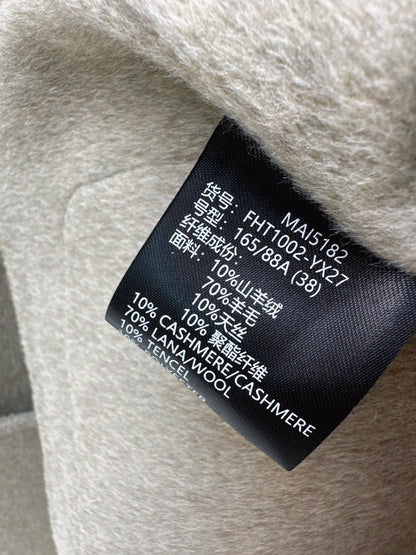 MAI5182
货号: FHT1002-YX27
号型: 165/88A (38)
纤维成份:
面料: 10%山羊绒
70%羊毛
10%天丝
10% 聚酯纤维
10% CASHMERE/CASHMERE
70% LANA/WOOL
10% TENCEL